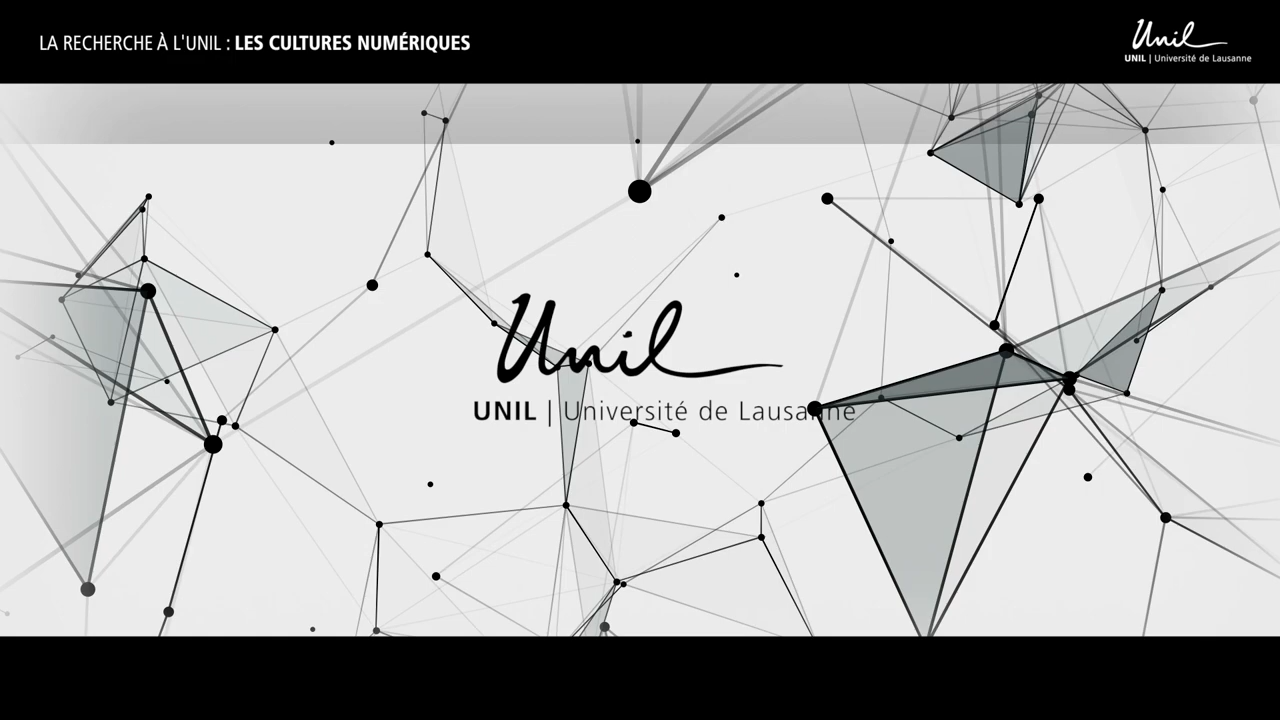 LA RECHERCHE À L'UNIL : LES CULTURES NUMÉRIQUES
Unil
UNIL | Université de Lausanne
Unil
UNIL | Université de Lausanne